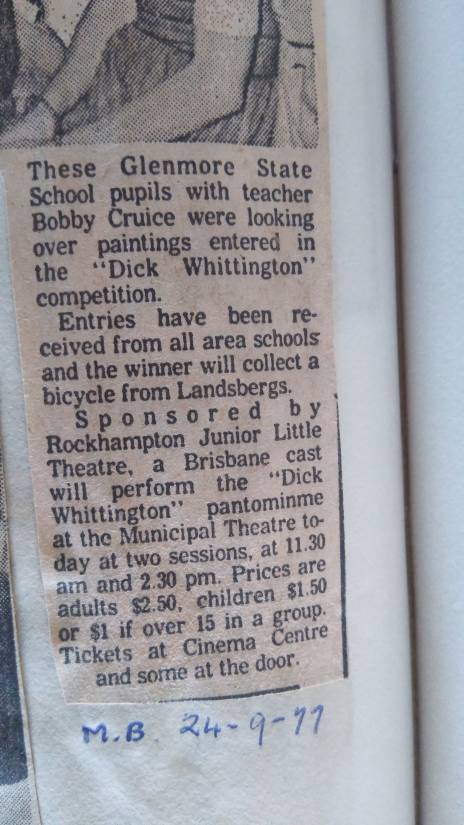 These Glenmore State
School pupils with teacher
Bobby Cruice were looking
over paintings entered in
the "Dick Whittington"
competition.
Entries have been re-
ceived from all area schools
and the winner will collect a
bicycle from Landsbergs.
Sponsored by
Rockhampton Junior Little
Theatre, a Brisbane cast
will perform the "Dick
Whittington" pantominme
at the Municipal Theatre to-
day at two sessions, at 11.30
am and 2.30 pm. Prices are
adults $2.50, children $1.50
or $1 if over 15 in a group.
Tickets at Cinema Centre
and some at the door.
M.B. 24-9-77